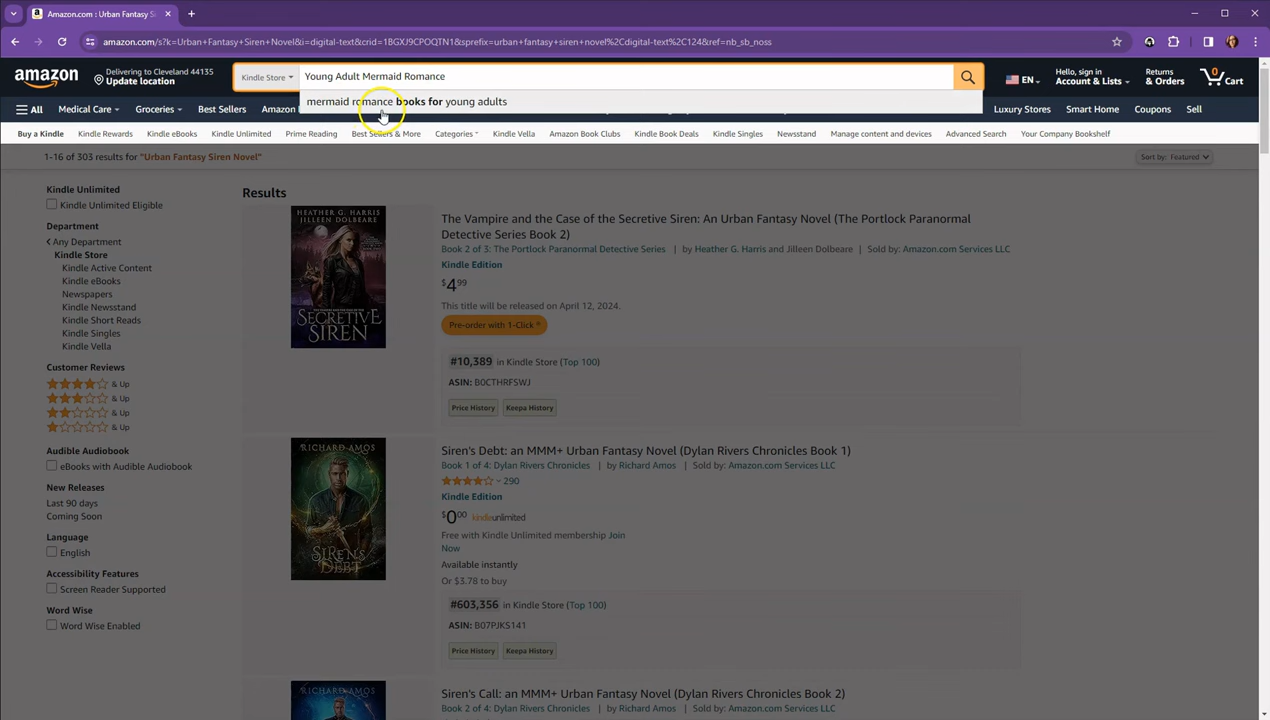 Amazon.com : Urban Fantasy S
amazon.com/s?k=Urban+Fantasy+Siren+Novel&i=digital-text&crid=1BGXJ9CPOQTN1&sprefix=urban+fantasy+siren+novel%2Cdigital-text%2C124&ref=nb_sb_noss
amazon
Delivering to Cleveland 44135
Update location
Kindle Store
Young Adult Mermaid Romance
EN
Hello, sign in
Account & Lists
Returns
& Orders
0
Cart
mermaid romance books for young adults
All
Medical Care
Groceries
Best Sellers
Amazon
Luxury Stores
Smart Home
Coupons
Buy a Kindle
Kindle Rewards
Kindle eBooks
Kindle Unlimited
Prime Reading
Best Sellers & More
Categories
Kindle Vella
Amazon Book Clubs
Kindle Book Deals
Kindle Singles
Newsstand
Manage content and devices
Advanced Search
Your Company Bookshelf
1-16 of 303 results for "Urban Fantasy Siren Novel"
Sort by: Featured
Kindle Unlimited
Kindle Unlimited Eligible
Department
Any Department
Kindle Store
Kindle Active Content
Kindle eBooks
Newspapers
Kindle Newsstand
Kindle Short Reads
Kindle Singles
Kindle Vella
Customer Reviews
& Up
& Up
& Up
& Up
Audible Audiobook
eBooks with Audible Audiobook
New Releases
Last 90 days
Coming Soon
Language
English
Accessibility Features
Screen Reader Supported
Word Wise
Word Wise Enabled
Results
HEATHER G. HARRIS
JILLEEN DOLBEARE
SECRETIVE
SIREN
The Vampire and the Case of the Secretive Siren: An Urban Fantasy Novel (The Portlock Paranormal
Detective Series Book 2)
Book 2 of 3: The Portlock Paranormal Detective Series | by Heather G. Harris and Jilleen Dolbeare | Sold by: Amazon.com Services LLC
Kindle Edition
$4.99
This title will be released on April 12, 2024.
Pre-order with 1-Click ®
#10,389 in Kindle Store (Top 100)
ASIN: B0CTHRFSWJ
Price History
Keepa History
RICHARD AMOS
SIREN'S
DEBT
Siren's Debt: an MMM+ Urban Fantasy Novel (Dylan Rivers Chronicles Book 1)
Book 1 of 4: Dylan Rivers Chronicles | by Richard Amos | Sold by: Amazon.com Services LLC
290
Kindle Edition
$0.00 kindleunlimited
Free with Kindle Unlimited membership Join
Now
Available instantly
Or $3.78 to buy
#603,356 in Kindle Store (Top 100)
ASIN: B07PJKS141
Price History
Keepa History
RICHARD AMOS
Siren's Call: an MMM+ Urban Fantasy Novel (Dylan Rivers Chronicles Book 2)
Book 2 of 4: Dylan Rivers Chronicles | by Richard Amos | Sold by: Amazon.com Services LLC